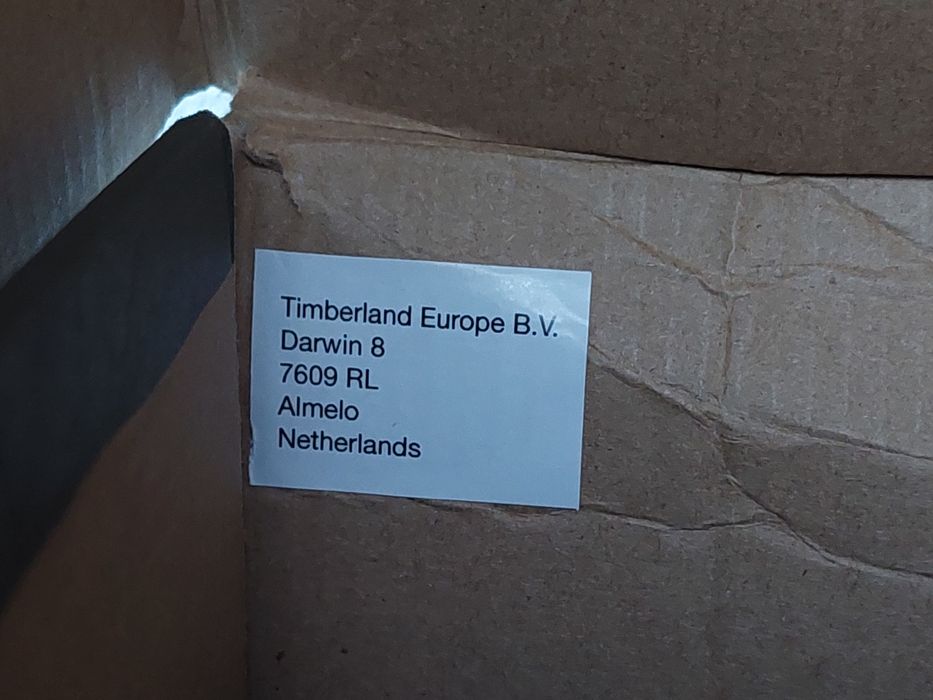 Timberland Europe B.V.
Darwin 8
7609 RL
Almelo
Netherlands